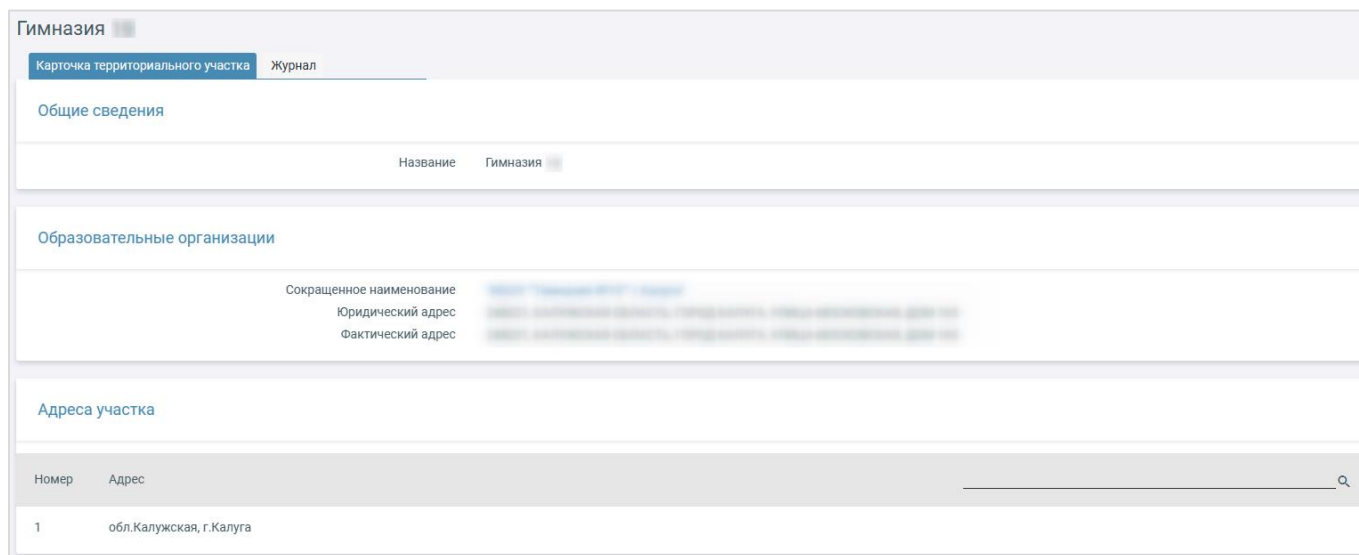 Гимназия
Карточка территориального участка Журнал
Общие сведения
Название Гимназия
Образовательные организации
Сокращенное наименование
Юридический адрес
Фактический адрес
Адреса участка
Номер Адрес
1 обл.Калужская, г.Калуга